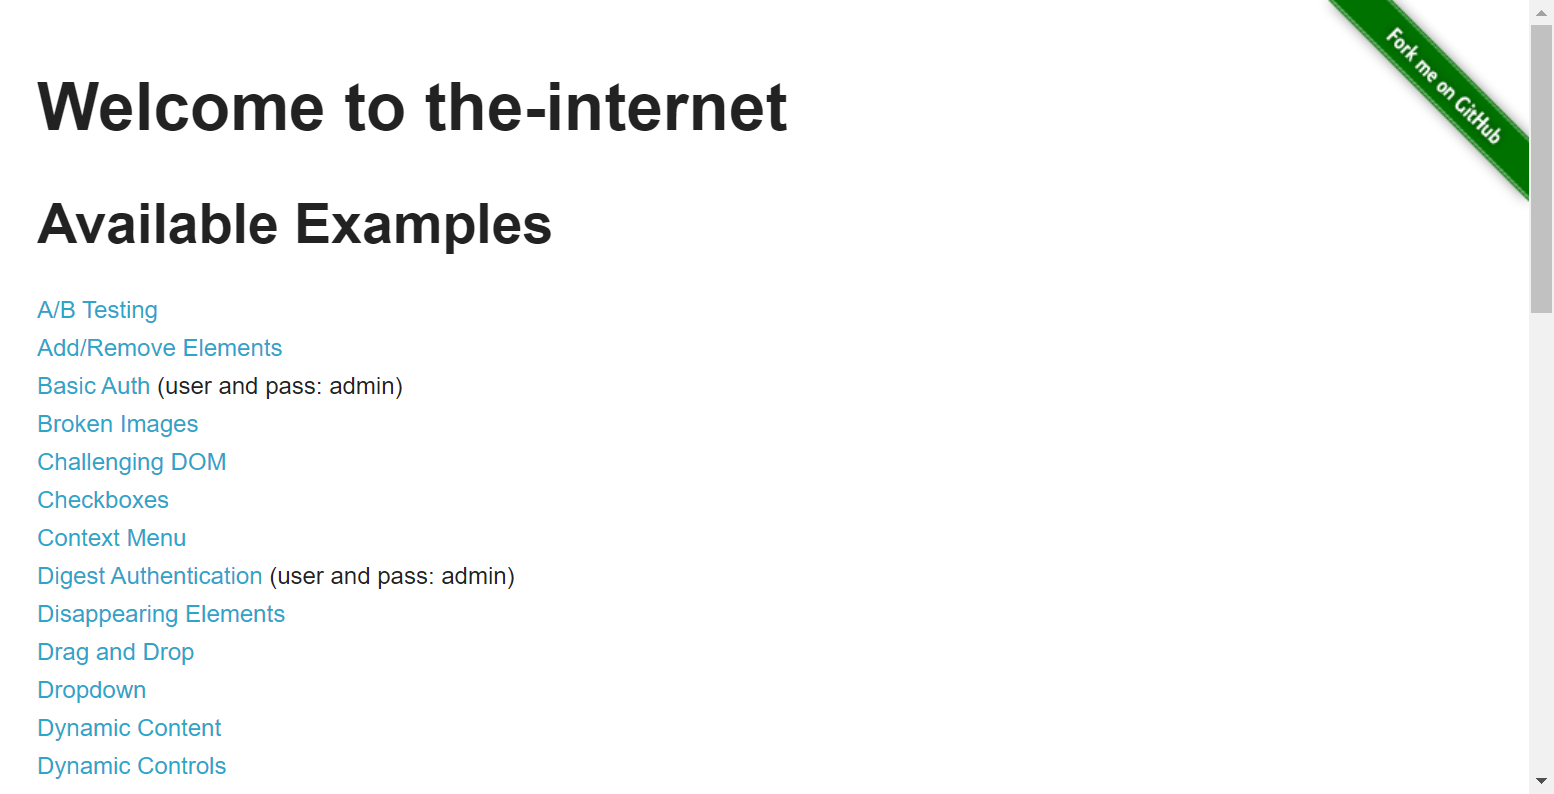 Fork me on GitHub
Welcome to the-internet
Available Examples
A/B Testing
Add/Remove Elements
Basic Auth (user and pass: admin)
Broken Images
Challenging DOM
Checkboxes
Context Menu
Digest Authentication (user and pass: admin)
Disappearing Elements
Drag and Drop
Dropdown
Dynamic Content
Dynamic Controls